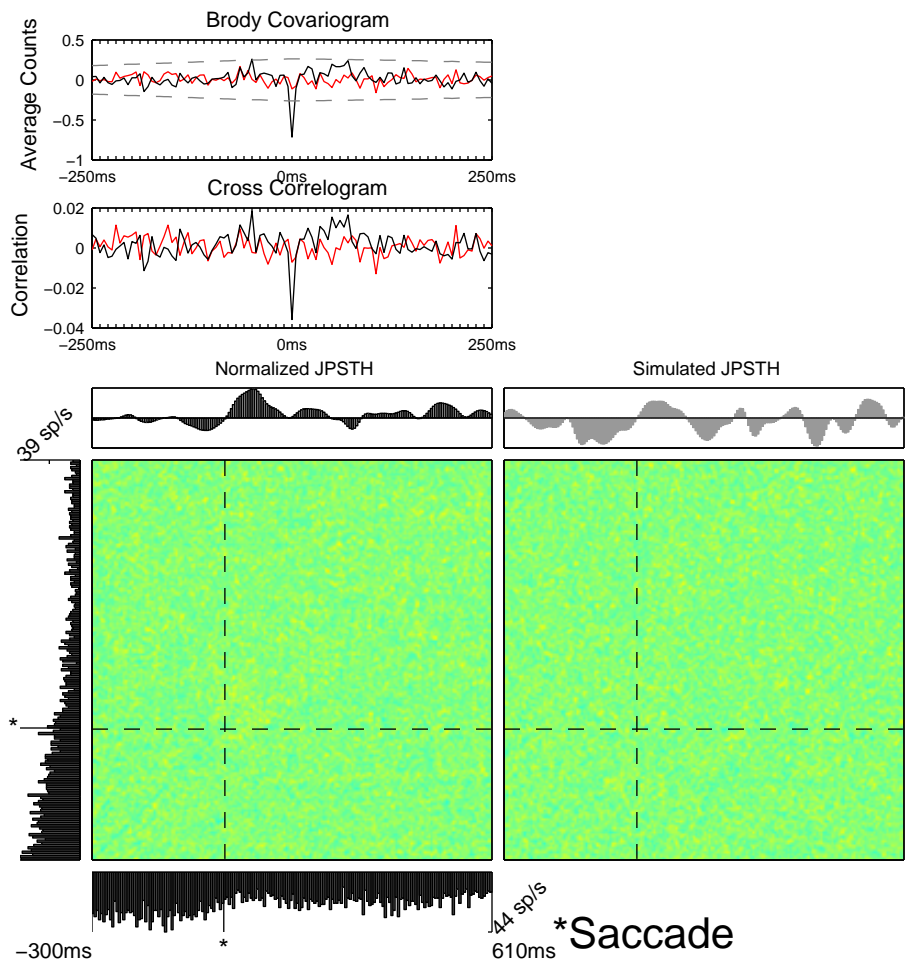 Brody Covariogram
Average Counts
0.5
0
−0.5
−1
−250ms
0ms
250ms
Cross Correlogram
Correlation
0.02
0
−0.02
−0.04
−250ms
0ms
250ms
Normalized JPSTH
Simulated JPSTH
39 sp/s
*
44 sp/s
*
−300ms
610ms
*Saccade